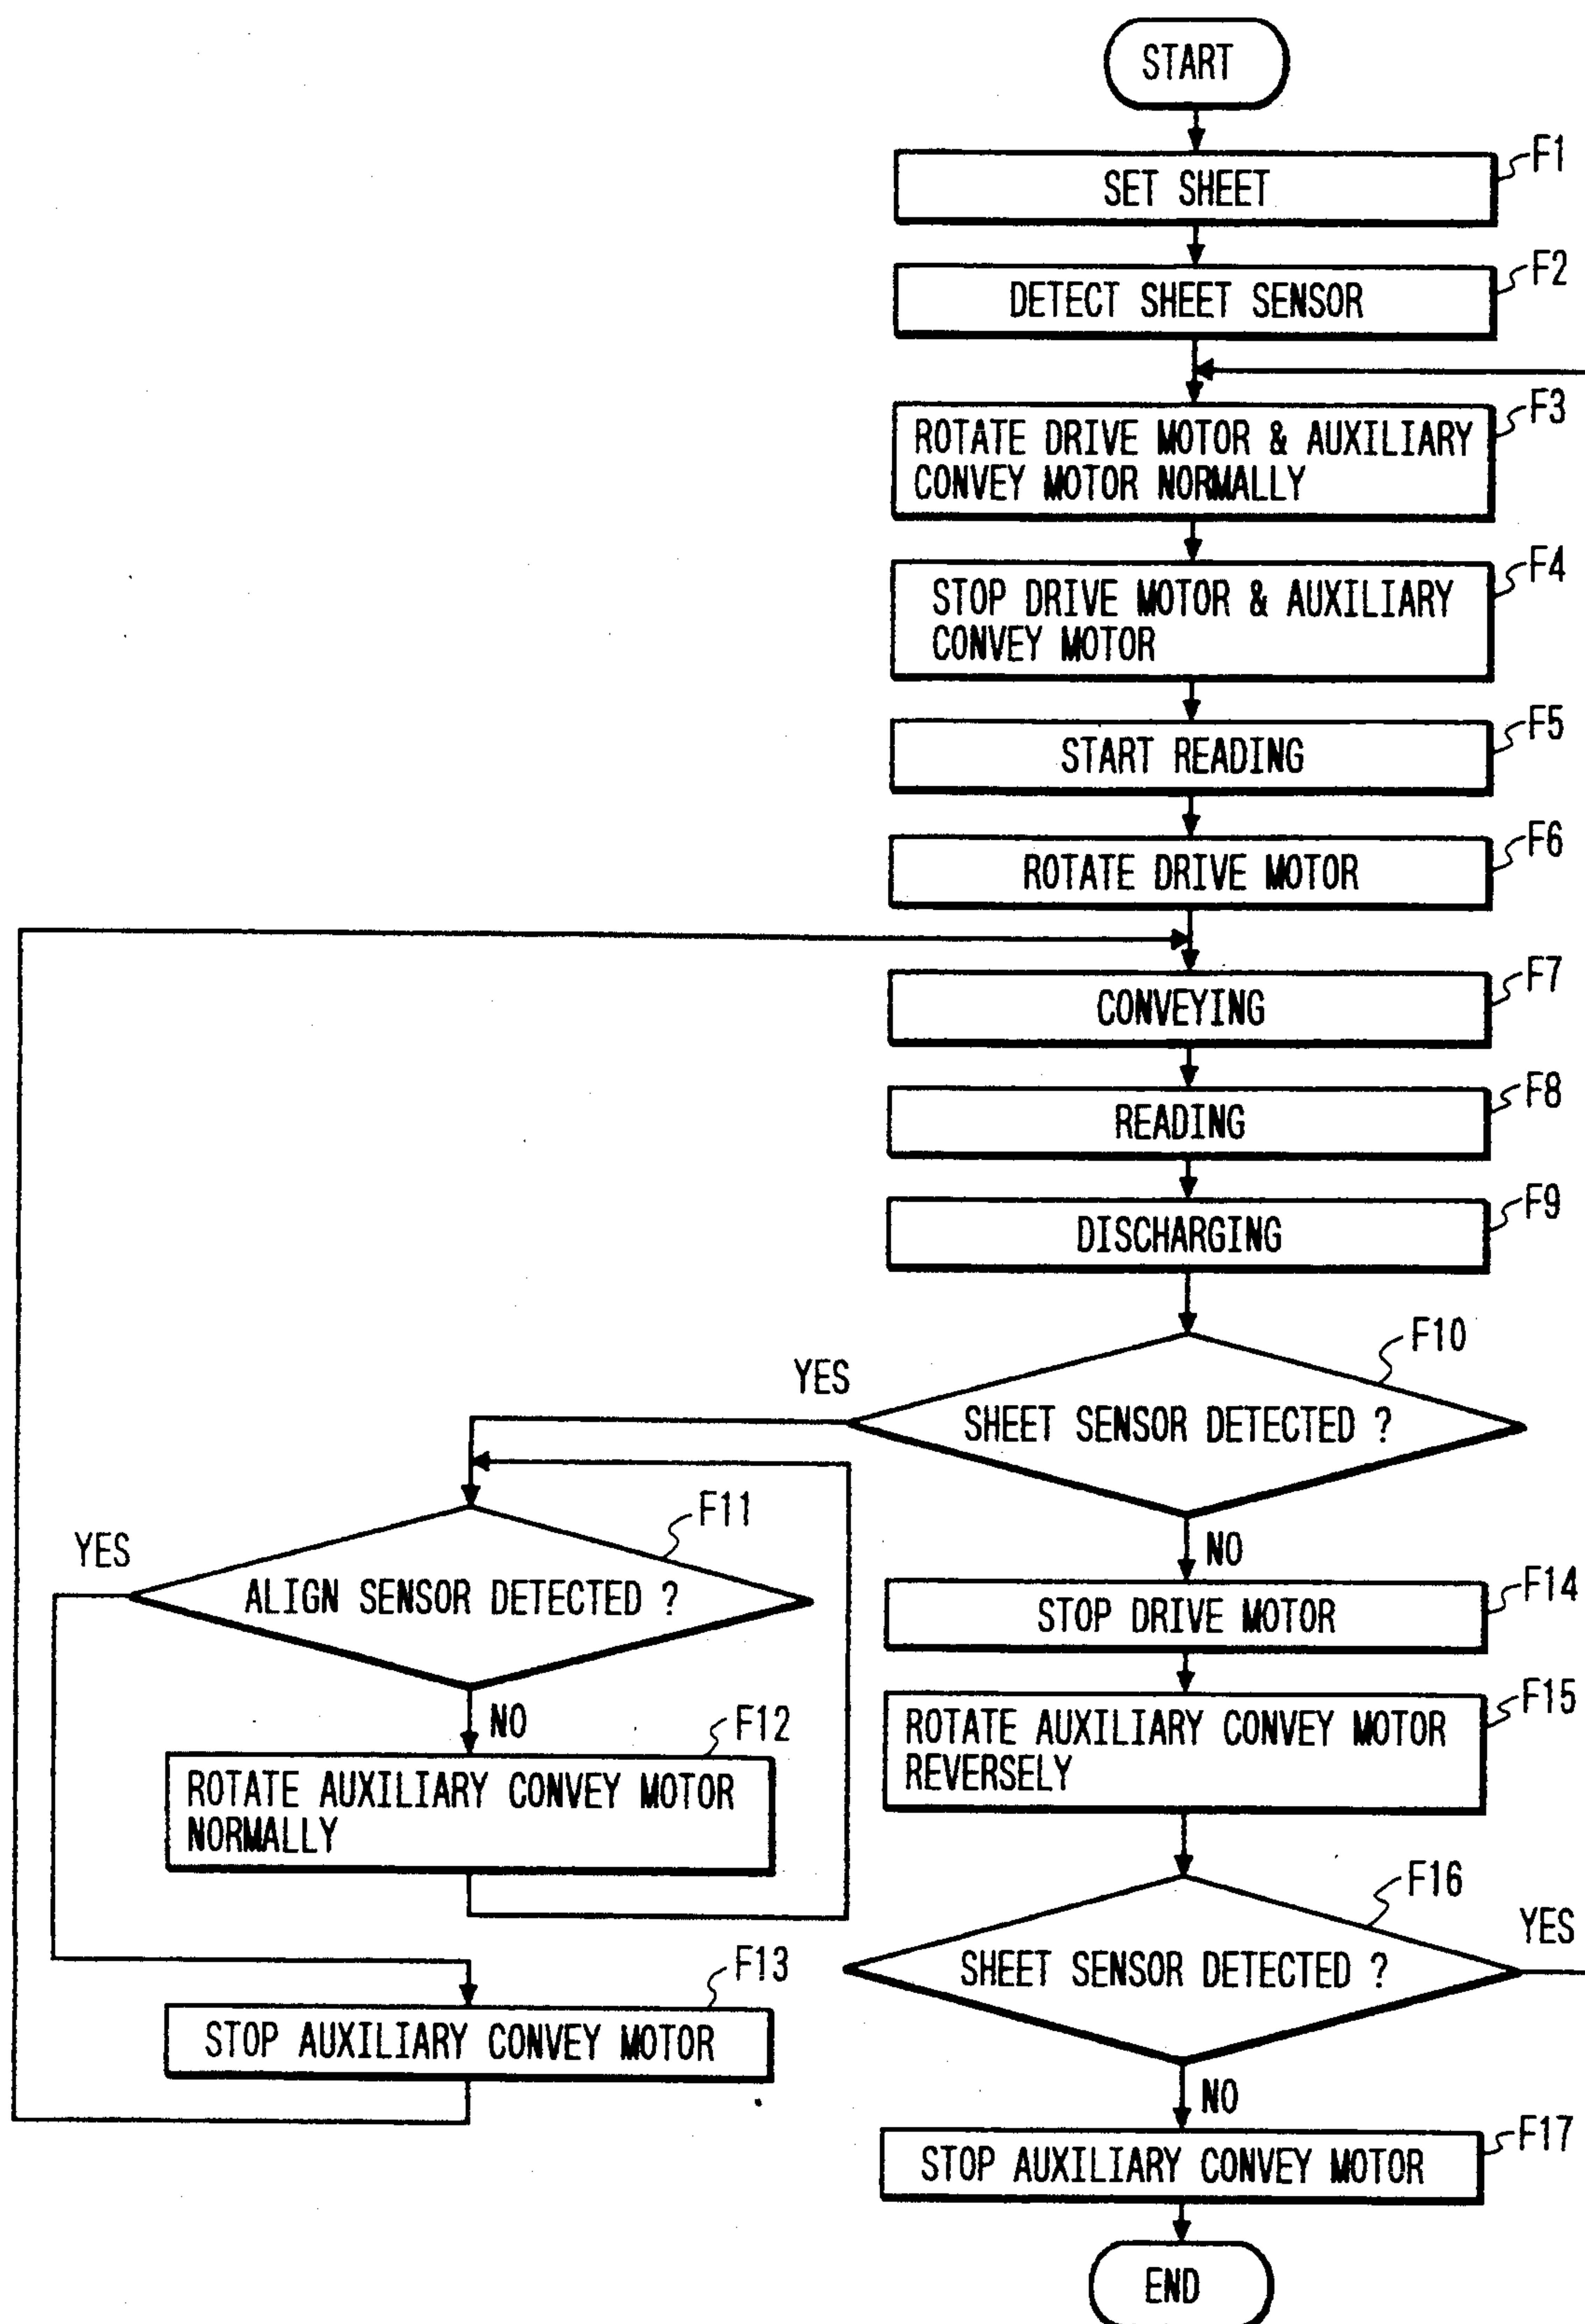 START
F1
SET SHEET
F2
DETECT SHEET SENSOR
F3
ROTATE DRIVE MOTOR & AUXILIARY
CONVEY MOTOR NORMALLY
F4
STOP DRIVE MOTOR & AUXILIARY
CONVEY MOTOR
F5
START READING
F6
ROTATE DRIVE MOTOR
F7
CONVEYING
F8
READING
F9
DISCHARGING
F10
YES
SHEET SENSOR DETECTED ?
F11
YES
ALIGN SENSOR DETECTED ?
NO
F12
ROTATE AUXILIARY CONVEY MOTOR
NORMALLY
F13
STOP AUXILIARY CONVEY MOTOR
NO
F14
STOP DRIVE MOTOR
F15
ROTATE AUXILIARY CONVEY MOTOR
REVERSELY
F16
YES
SHEET SENSOR DETECTED ?
NO
F17
STOP AUXILIARY CONVEY MOTOR
END